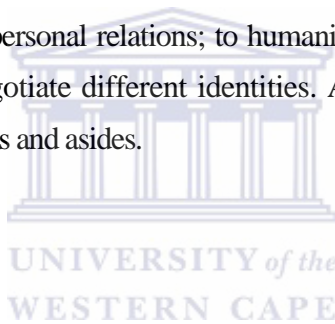 personal relations; to humani
gotiate different identities. A
s and asides.
UNIVERSITY of the
WESTERN CAPE